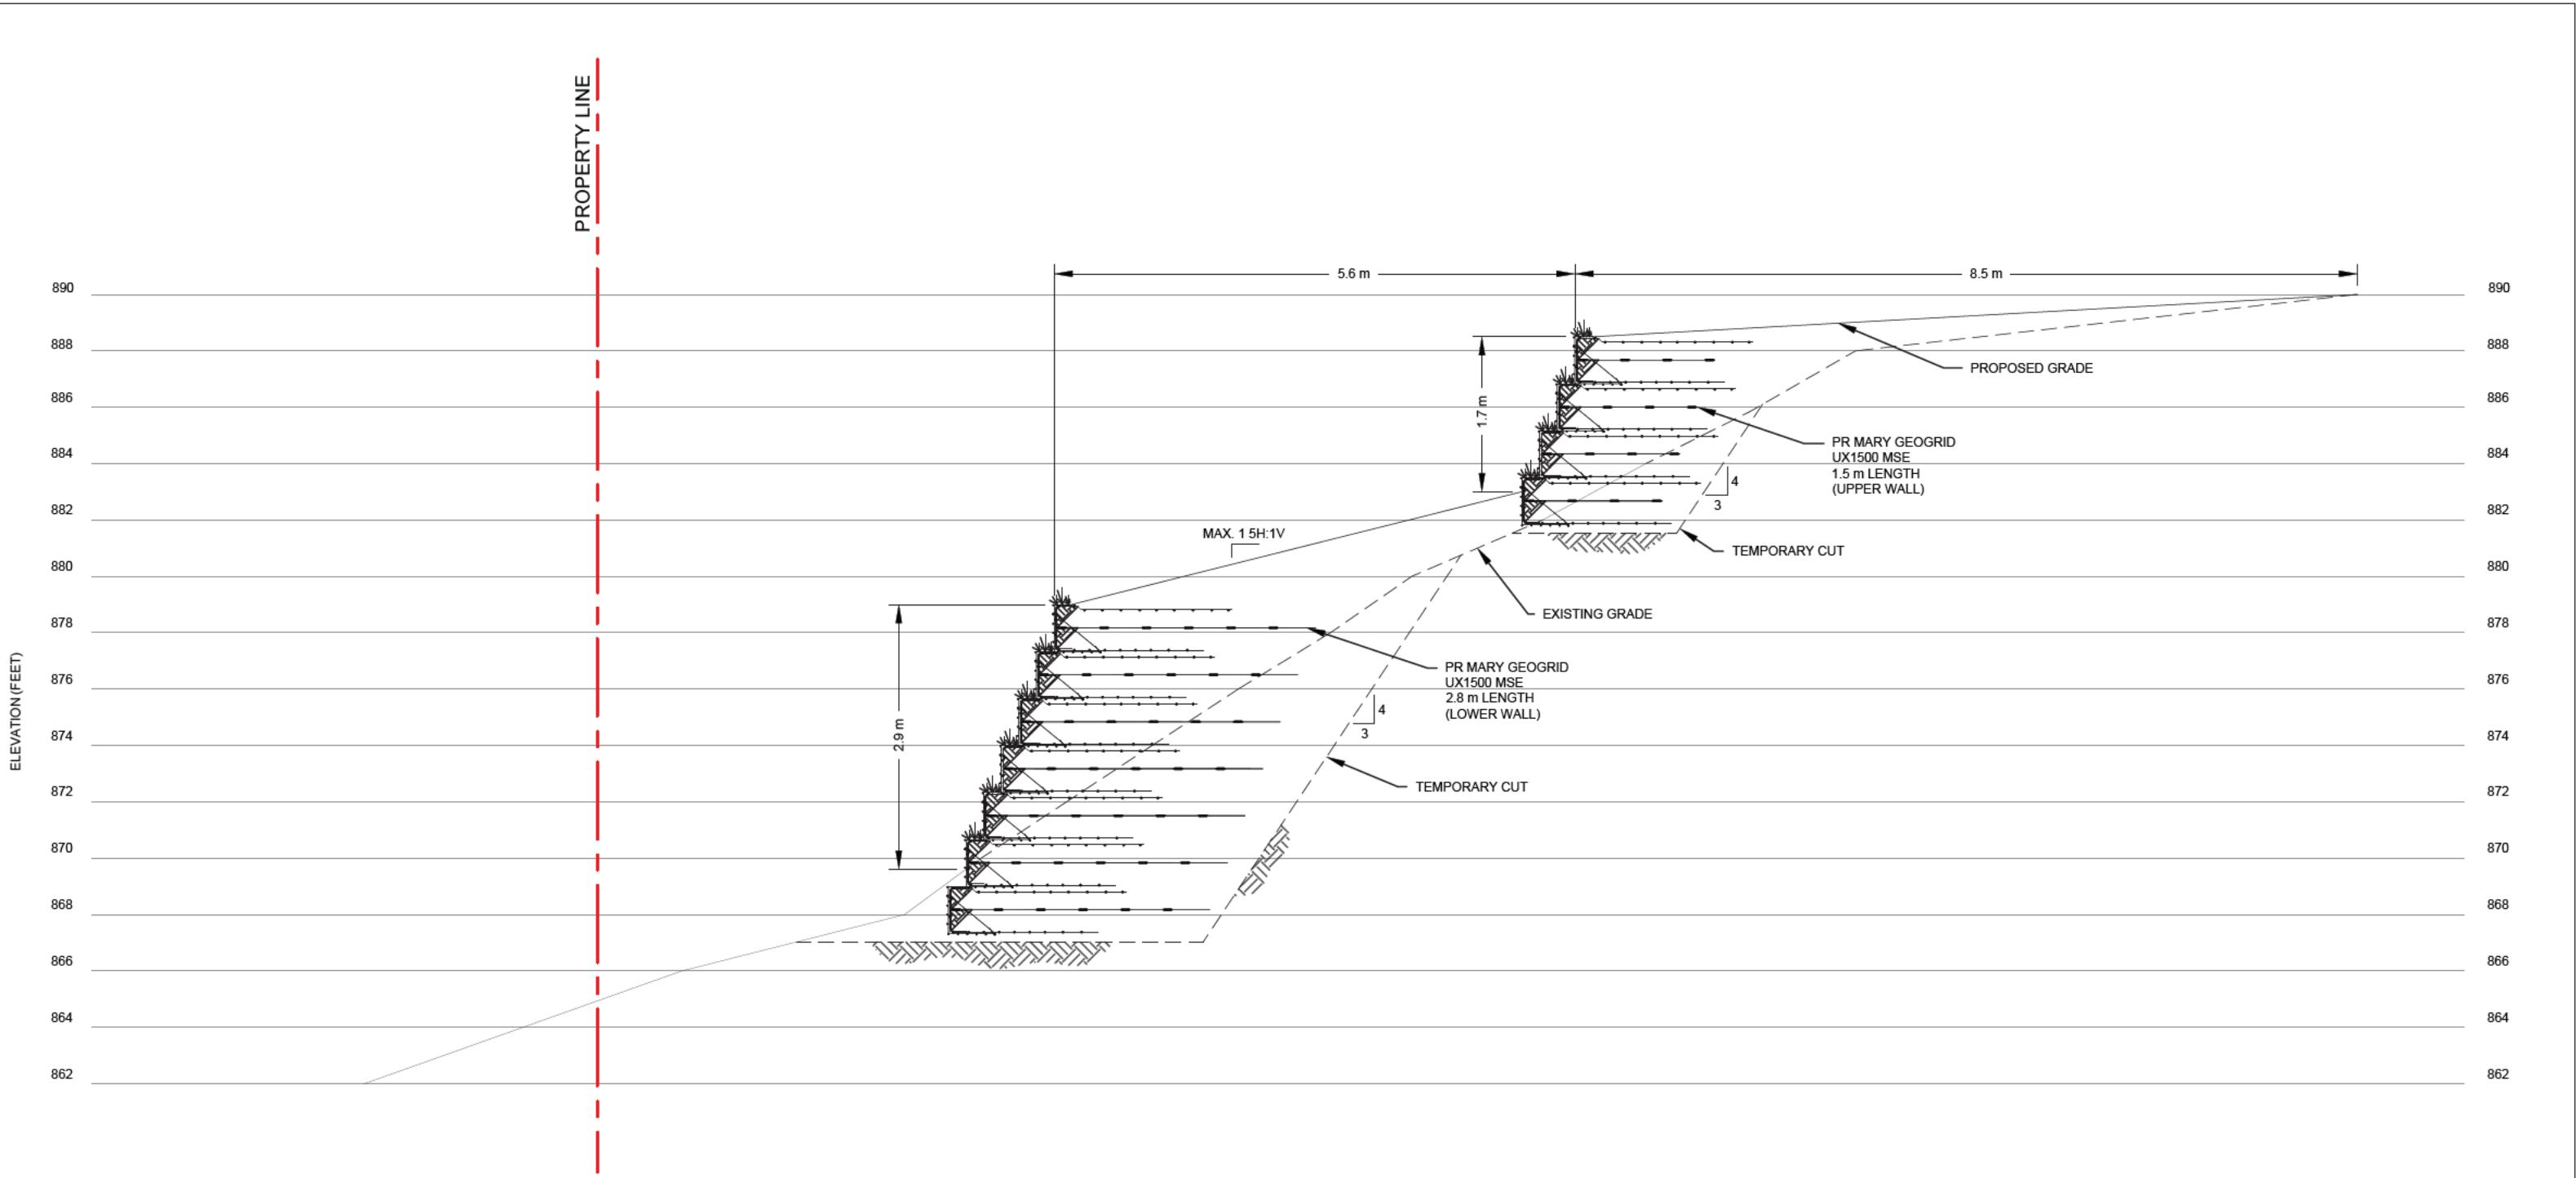 PROPERTY LINE
5.6 m
8.5 m
890
890
888
888
PROPOSED GRADE
886
886
1.7 m
PR MARY GEOGRID
UX1500 MSE
1.5 m LENGTH
(UPPER WALL)
884
884
4
3
882
882
MAX. 1 5H:1V
TEMPORARY CUT
880
880
EXISTING GRADE
878
878
PR MARY GEOGRID
UX1500 MSE
2.8 m LENGTH
(LOWER WALL)
876
876
4
3
2.9 m
874
874
ELEVATION (FEET)
TEMPORARY CUT
872
872
870
870
868
868
866
866
864
864
862
862